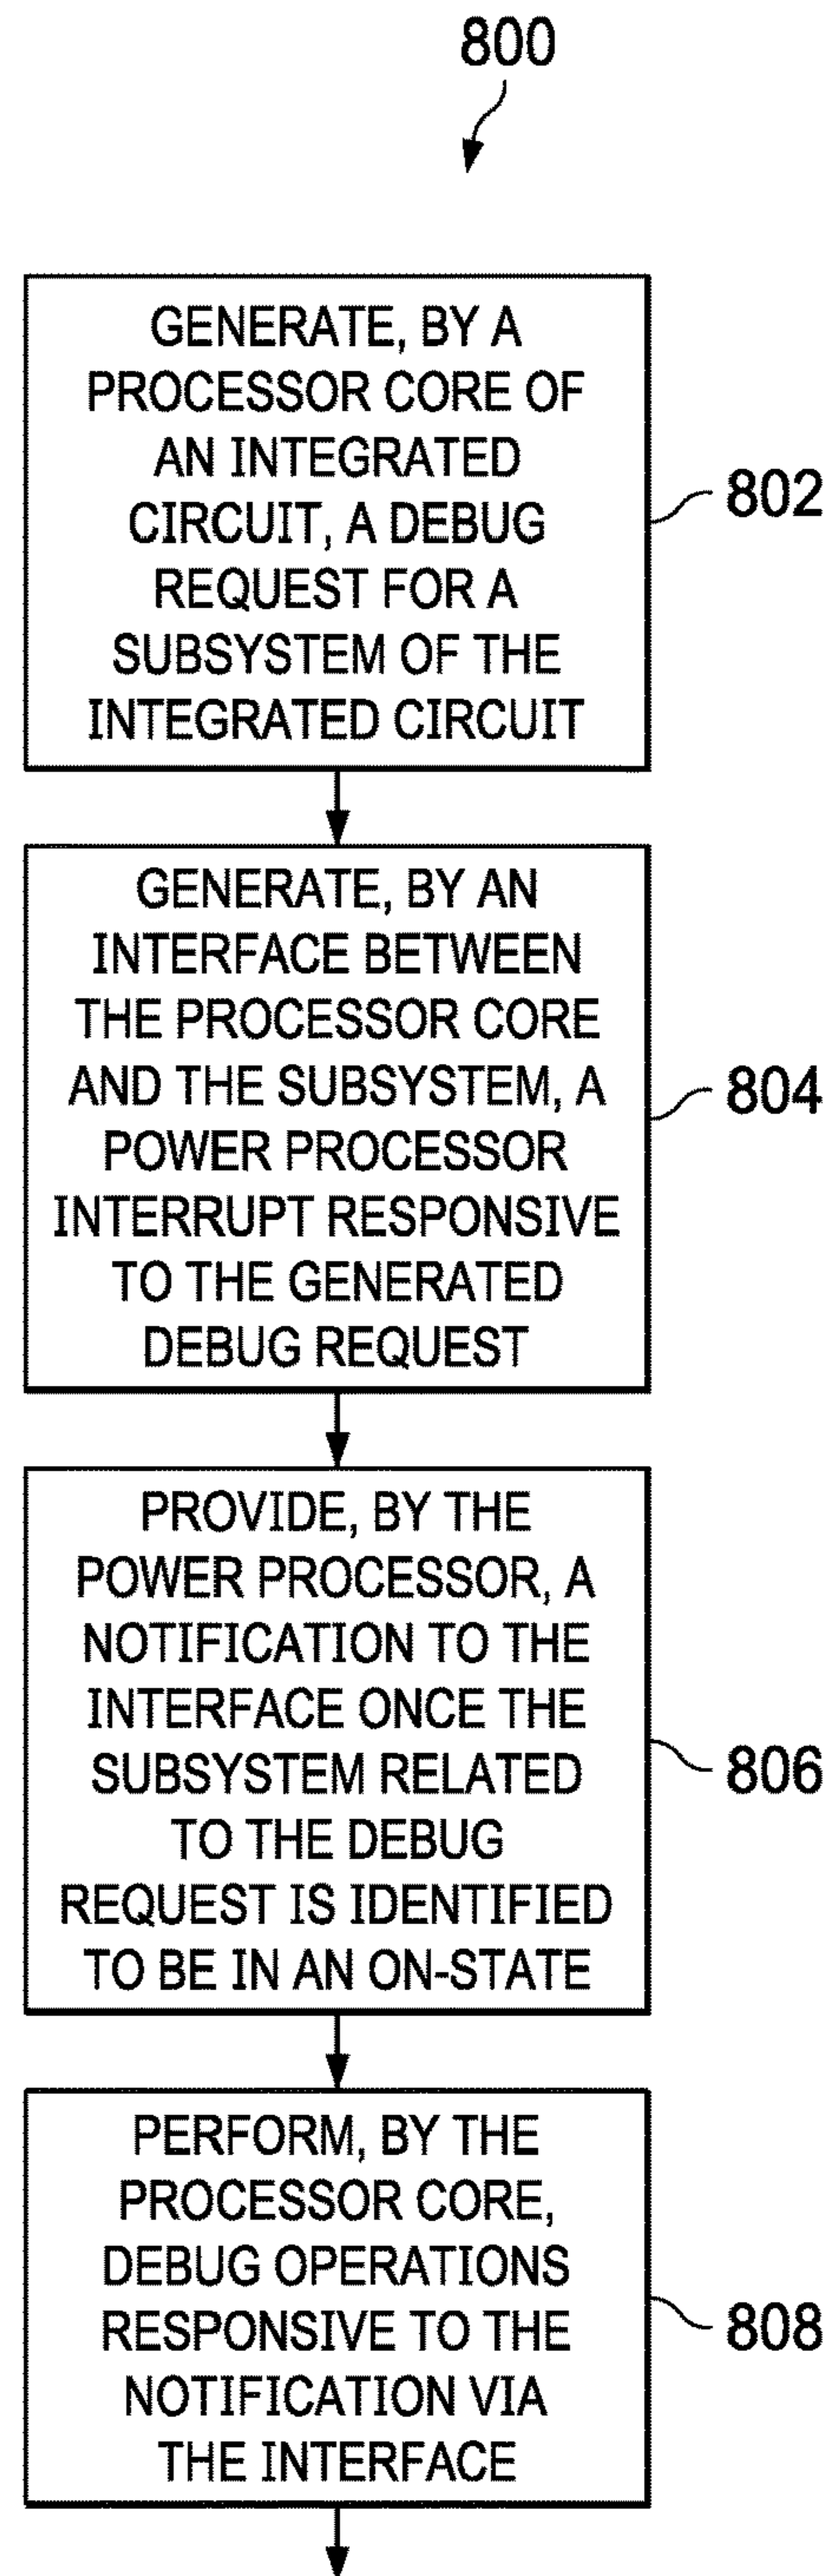 800
GENERATE, BY A
PROCESSOR CORE OF
AN INTEGRATED
CIRCUIT, A DEBUG
REQUEST FOR A
SUBSYSTEM OF THE
INTEGRATED CIRCUIT
802
GENERATE, BY AN
INTERFACE BETWEEN
THE PROCESSOR CORE
AND THE SUBSYSTEM, A
POWER PROCESSOR
INTERRUPT RESPONSIVE
TO THE GENERATED
DEBUG REQUEST
804
PROVIDE, BY THE
POWER PROCESSOR, A
NOTIFICATION TO THE
INTERFACE ONCE THE
SUBSYSTEM RELATED
TO THE DEBUG
REQUEST IS IDENTIFIED
TO BE IN AN ON-STATE
806
PERFORM, BY THE
PROCESSOR CORE,
DEBUG OPERATIONS
RESPONSIVE TO THE
NOTIFICATION VIA
THE INTERFACE
808